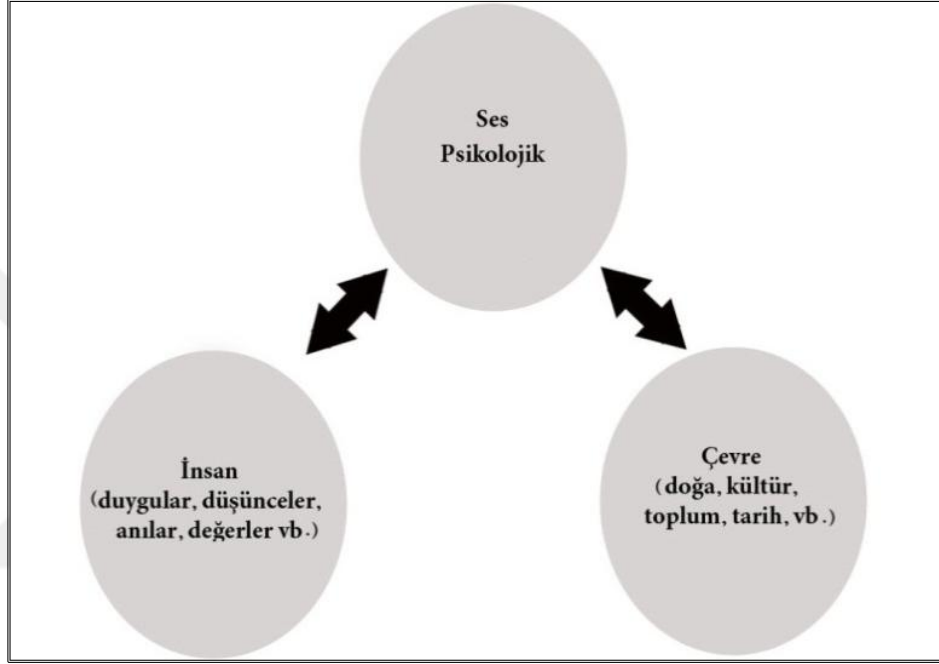 Ses
Psikolojik
İnsan
(duygular, düşünceler,
anılar, değerler vb.)
Çevre
(doğa, kültür,
toplum, tarih, vb.)